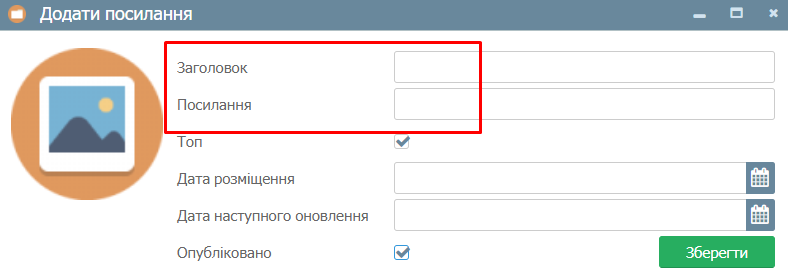 Додати посилання
Заголовок
Посилання
Топ
Дата розміщення
Дата наступного оновлення
Опубліковано
Зберегти